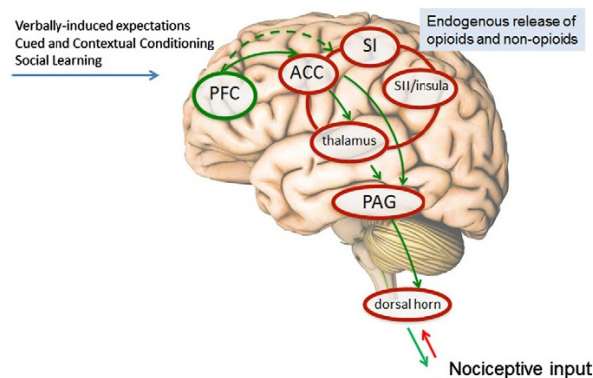 Verbally-induced expectations
Cued and Contextual Conditioning
Social Learning
Endogenous release of
opioids and non-opioids
SI
ACC
SII/insula
PFC
thalamus
PAG
dorsal horn
Nociceptive input